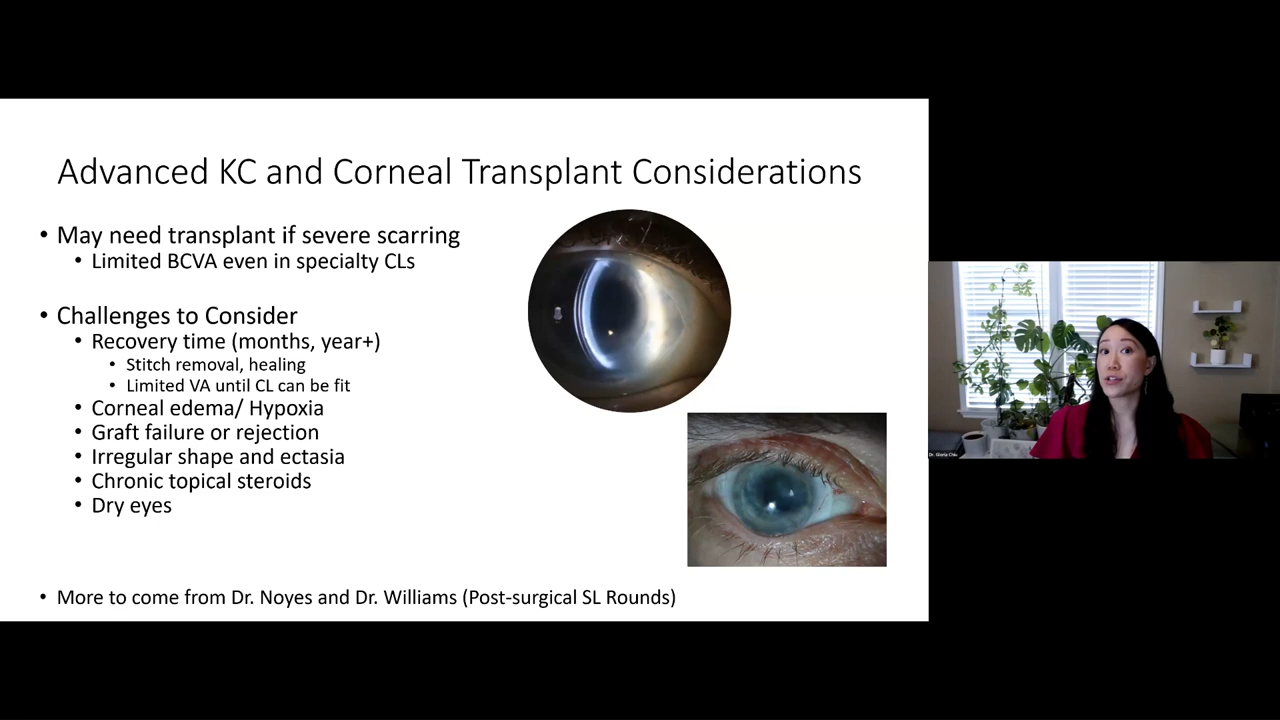 Advanced KC and Corneal Transplant Considerations
• May need transplant if severe scarring
• Limited BCVA even in specialty CLs
• Challenges to Consider
• Recovery time (months, year+)
• Stitch removal, healing
• Limited VA until CL can be fit
• Corneal edema/ Hypoxia
• Graft failure or rejection
• Irregular shape and ectasia
• Chronic topical steroids
• Dry eyes
• More to come from Dr. Noyes and Dr. Williams (Post-surgical SL Rounds)
Dr. Gloria Chiu